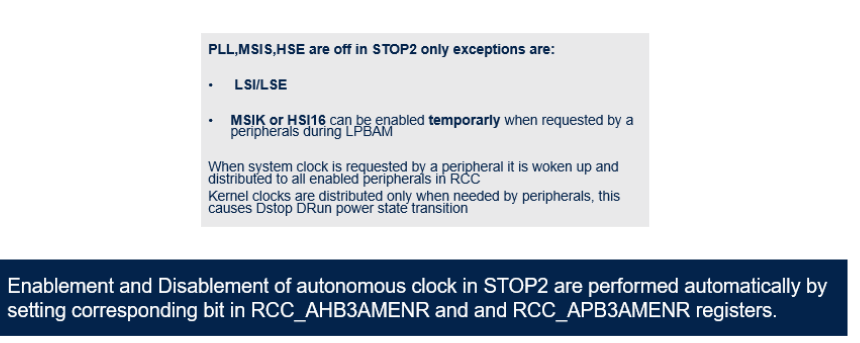 PLL,MSIS,HSE are off in STOP2 only exceptions are:
• LSI/LSE
• MSIK or HSI16 can be enabled temporarly when requested by a
peripherals during LPBAM
When system clock is requested by a peripheral it is woken up and
distributed to all enabled peripherals in RCC
Kernel clocks are distributed only when needed by peripherals, this
causes Dstop DRun power state transition
Enablement and Disablement of autonomous clock in STOP2 are performed automatically by
setting corresponding bit in RCC_AHB3AMENR and and RCC_APB3AMENR registers.